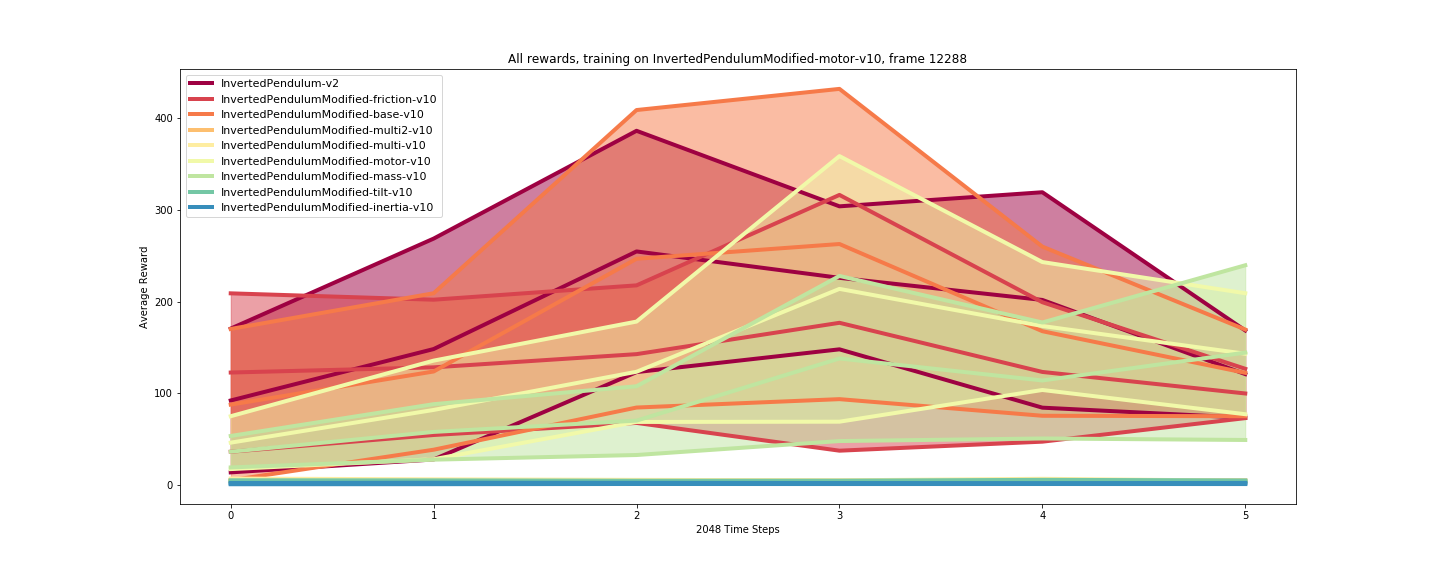 All rewards, training on InvertedPendulumModified-motor-v10, frame 12288
InvertedPendulum-v2
InvertedPendulumModified-friction-v10
InvertedPendulumModified-base-v10
InvertedPendulumModified-multi2-v10
InvertedPendulumModified-multi-v10
InvertedPendulumModified-motor-v10
InvertedPendulumModified-mass-v10
InvertedPendulumModified-tilt-v10
InvertedPendulumModified-inertia-v10
Average Reward
400
300
200
100
0
0 1 2 3 4 5
2048 Time Steps